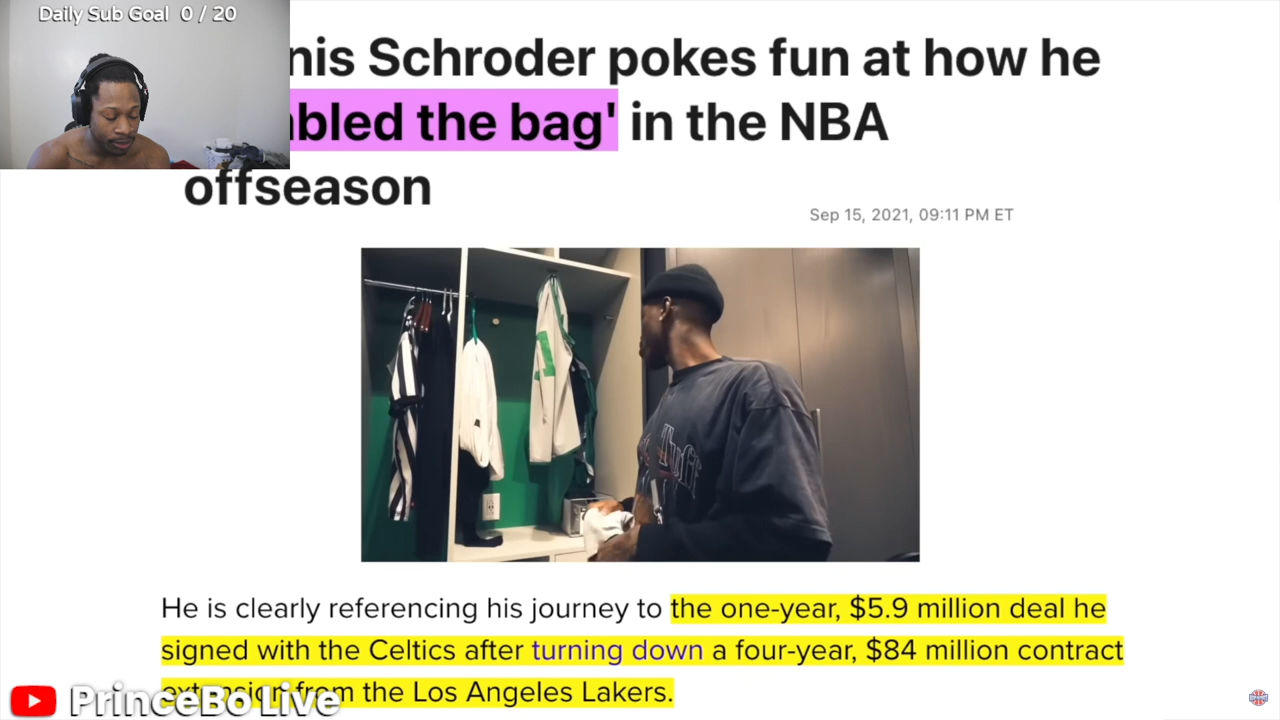 Daily Sub Goal 0 / 20
nis Schroder pokes fun at how he
bled the bag' in the NBA
offseason
Sep 15, 2021, 09:11 PM ET
He is clearly referencing his journey to the one-year, $5.9 million deal he
signed with the Celtics after turning down a four-year, $84 million contract
extension from the Los Angeles Lakers.
PrinceBo Live